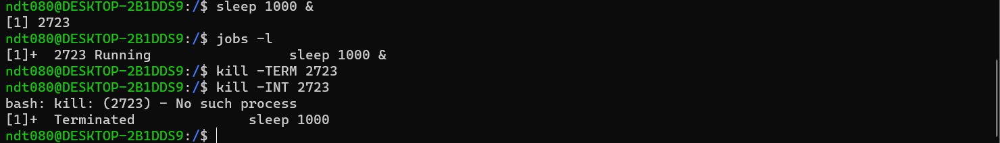 ndt080@DESKTOP-2B1DDS9:/$ sleep 1000 &
[1] 2723
ndt080@DESKTOP-2B1DDS9:/$ jobs -l
[1]+  2723 Running                 sleep 1000 &
ndt080@DESKTOP-2B1DDS9:/$ kill -TERM 2723
ndt080@DESKTOP-2B1DDS9:/$ kill -INT 2723
bash: kill: (2723) - No such process
[1]+  Terminated              sleep 1000
ndt080@DESKTOP-2B1DDS9:/$